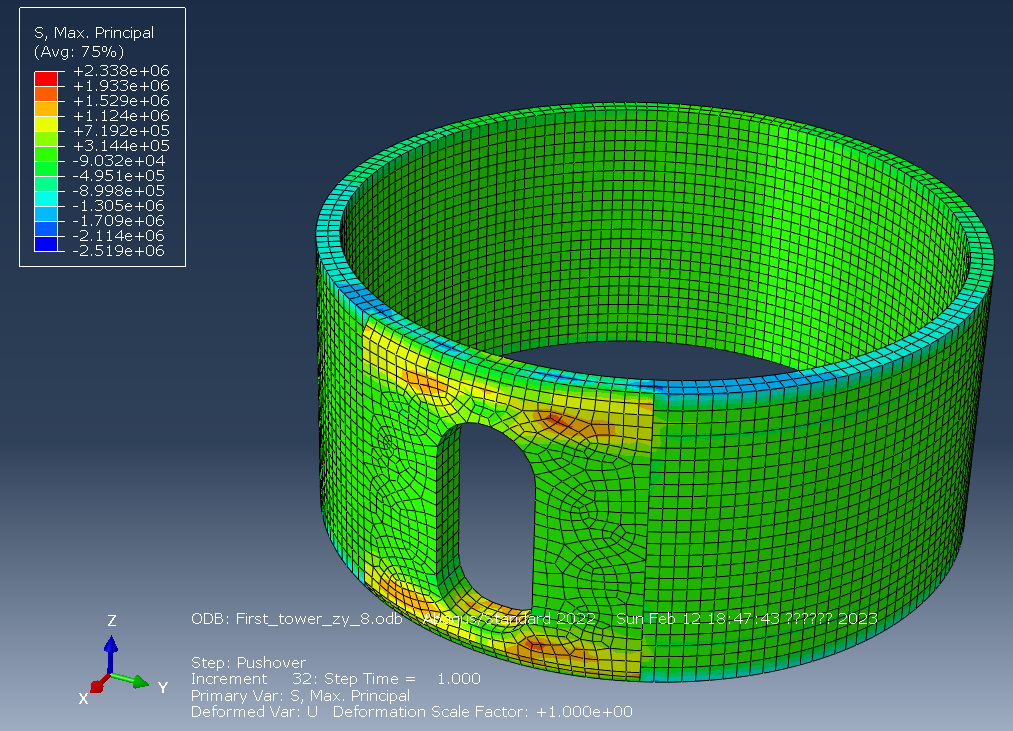 S, Max. Principal
(Avg: 75%)
+2.338e+06
+1.933e+06
+1.529e+06
+1.124e+06
+7.192e+05
+3.144e+05
-9.032e+04
-4.951e+05
-8.998e+05
-1.305e+06
-1.709e+06
-2.114e+06
-2.519e+06
Z
Y
X
ODB: First_tower_zy_8.odb Abaqus/Standard 2022 Sun Feb 12 18:47:43 ?????? 2023
Step: Pushover
Increment 32: Step Time = 1.000
Primary Var: S, Max. Principal
Deformed Var: U Deformation Scale Factor: +1.000e+00